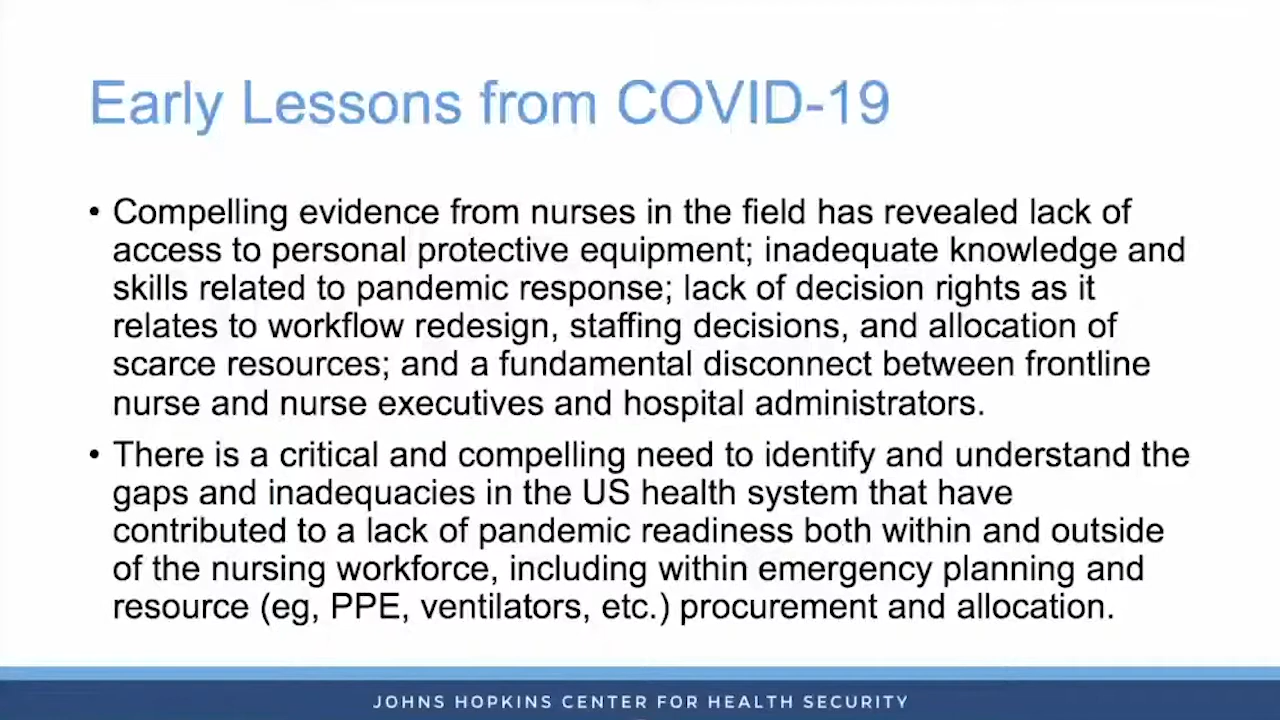 Early Lessons from COVID-19
• Compelling evidence from nurses in the field has revealed lack of
access to personal protective equipment; inadequate knowledge and
skills related to pandemic response; lack of decision rights as it
relates to workflow redesign, staffing decisions, and allocation of
scarce resources; and a fundamental disconnect between frontline
nurse and nurse executives and hospital administrators.
• There is a critical and compelling need to identify and understand the
gaps and inadequacies in the US health system that have
contributed to a lack of pandemic readiness both within and outside
of the nursing workforce, including within emergency planning and
resource (eg, PPE, ventilators, etc.) procurement and allocation.
JOHNS HOPKINS CENTER FOR HEALTH SECURITY